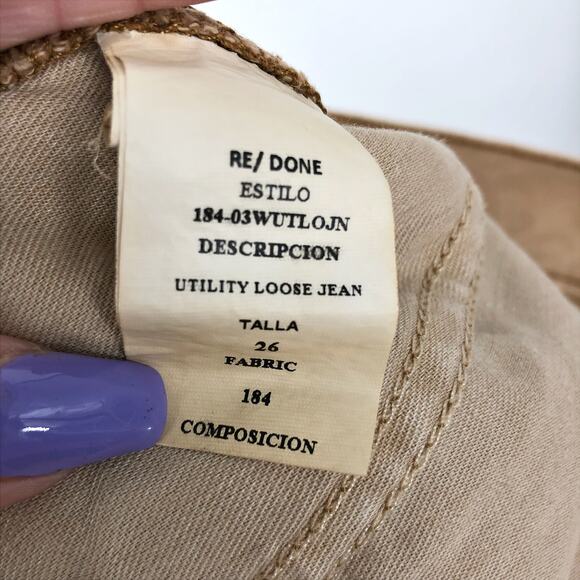 RE/ DONE
ESTILO
184-03WUTLOJN
DESCRIPCION
UTILITY LOOSE JEAN
TALLA
26
FABRIC
184
COMPOSICION